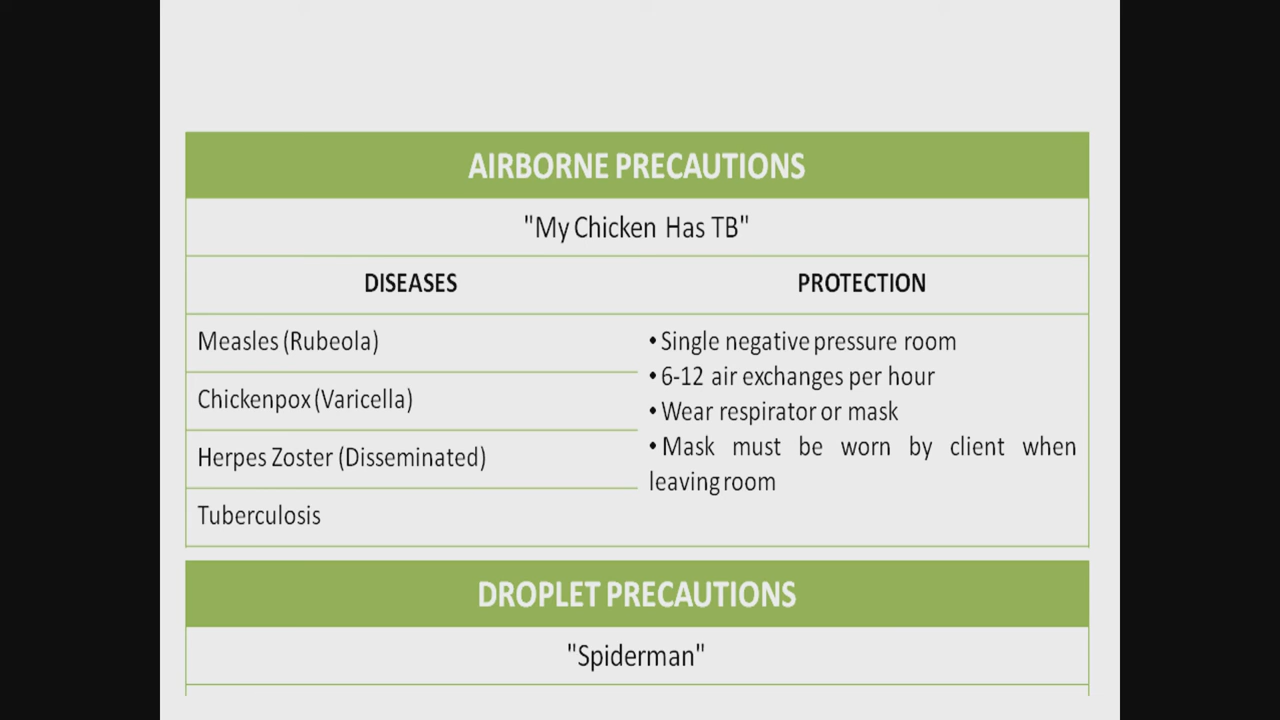 AIRBORNE PRECAUTIONS
"My Chicken Has TB"
DISEASES
PROTECTION
Measles (Rubeola)
Chickenpox (Varicella)
Herpes Zoster (Disseminated)
Tuberculosis
• Single negative pressure room
• 6-12 air exchanges per hour
• Wear respirator or mask
• Mask must be worn by client when
leaving room
DROPLET PRECAUTIONS
"Spiderman"